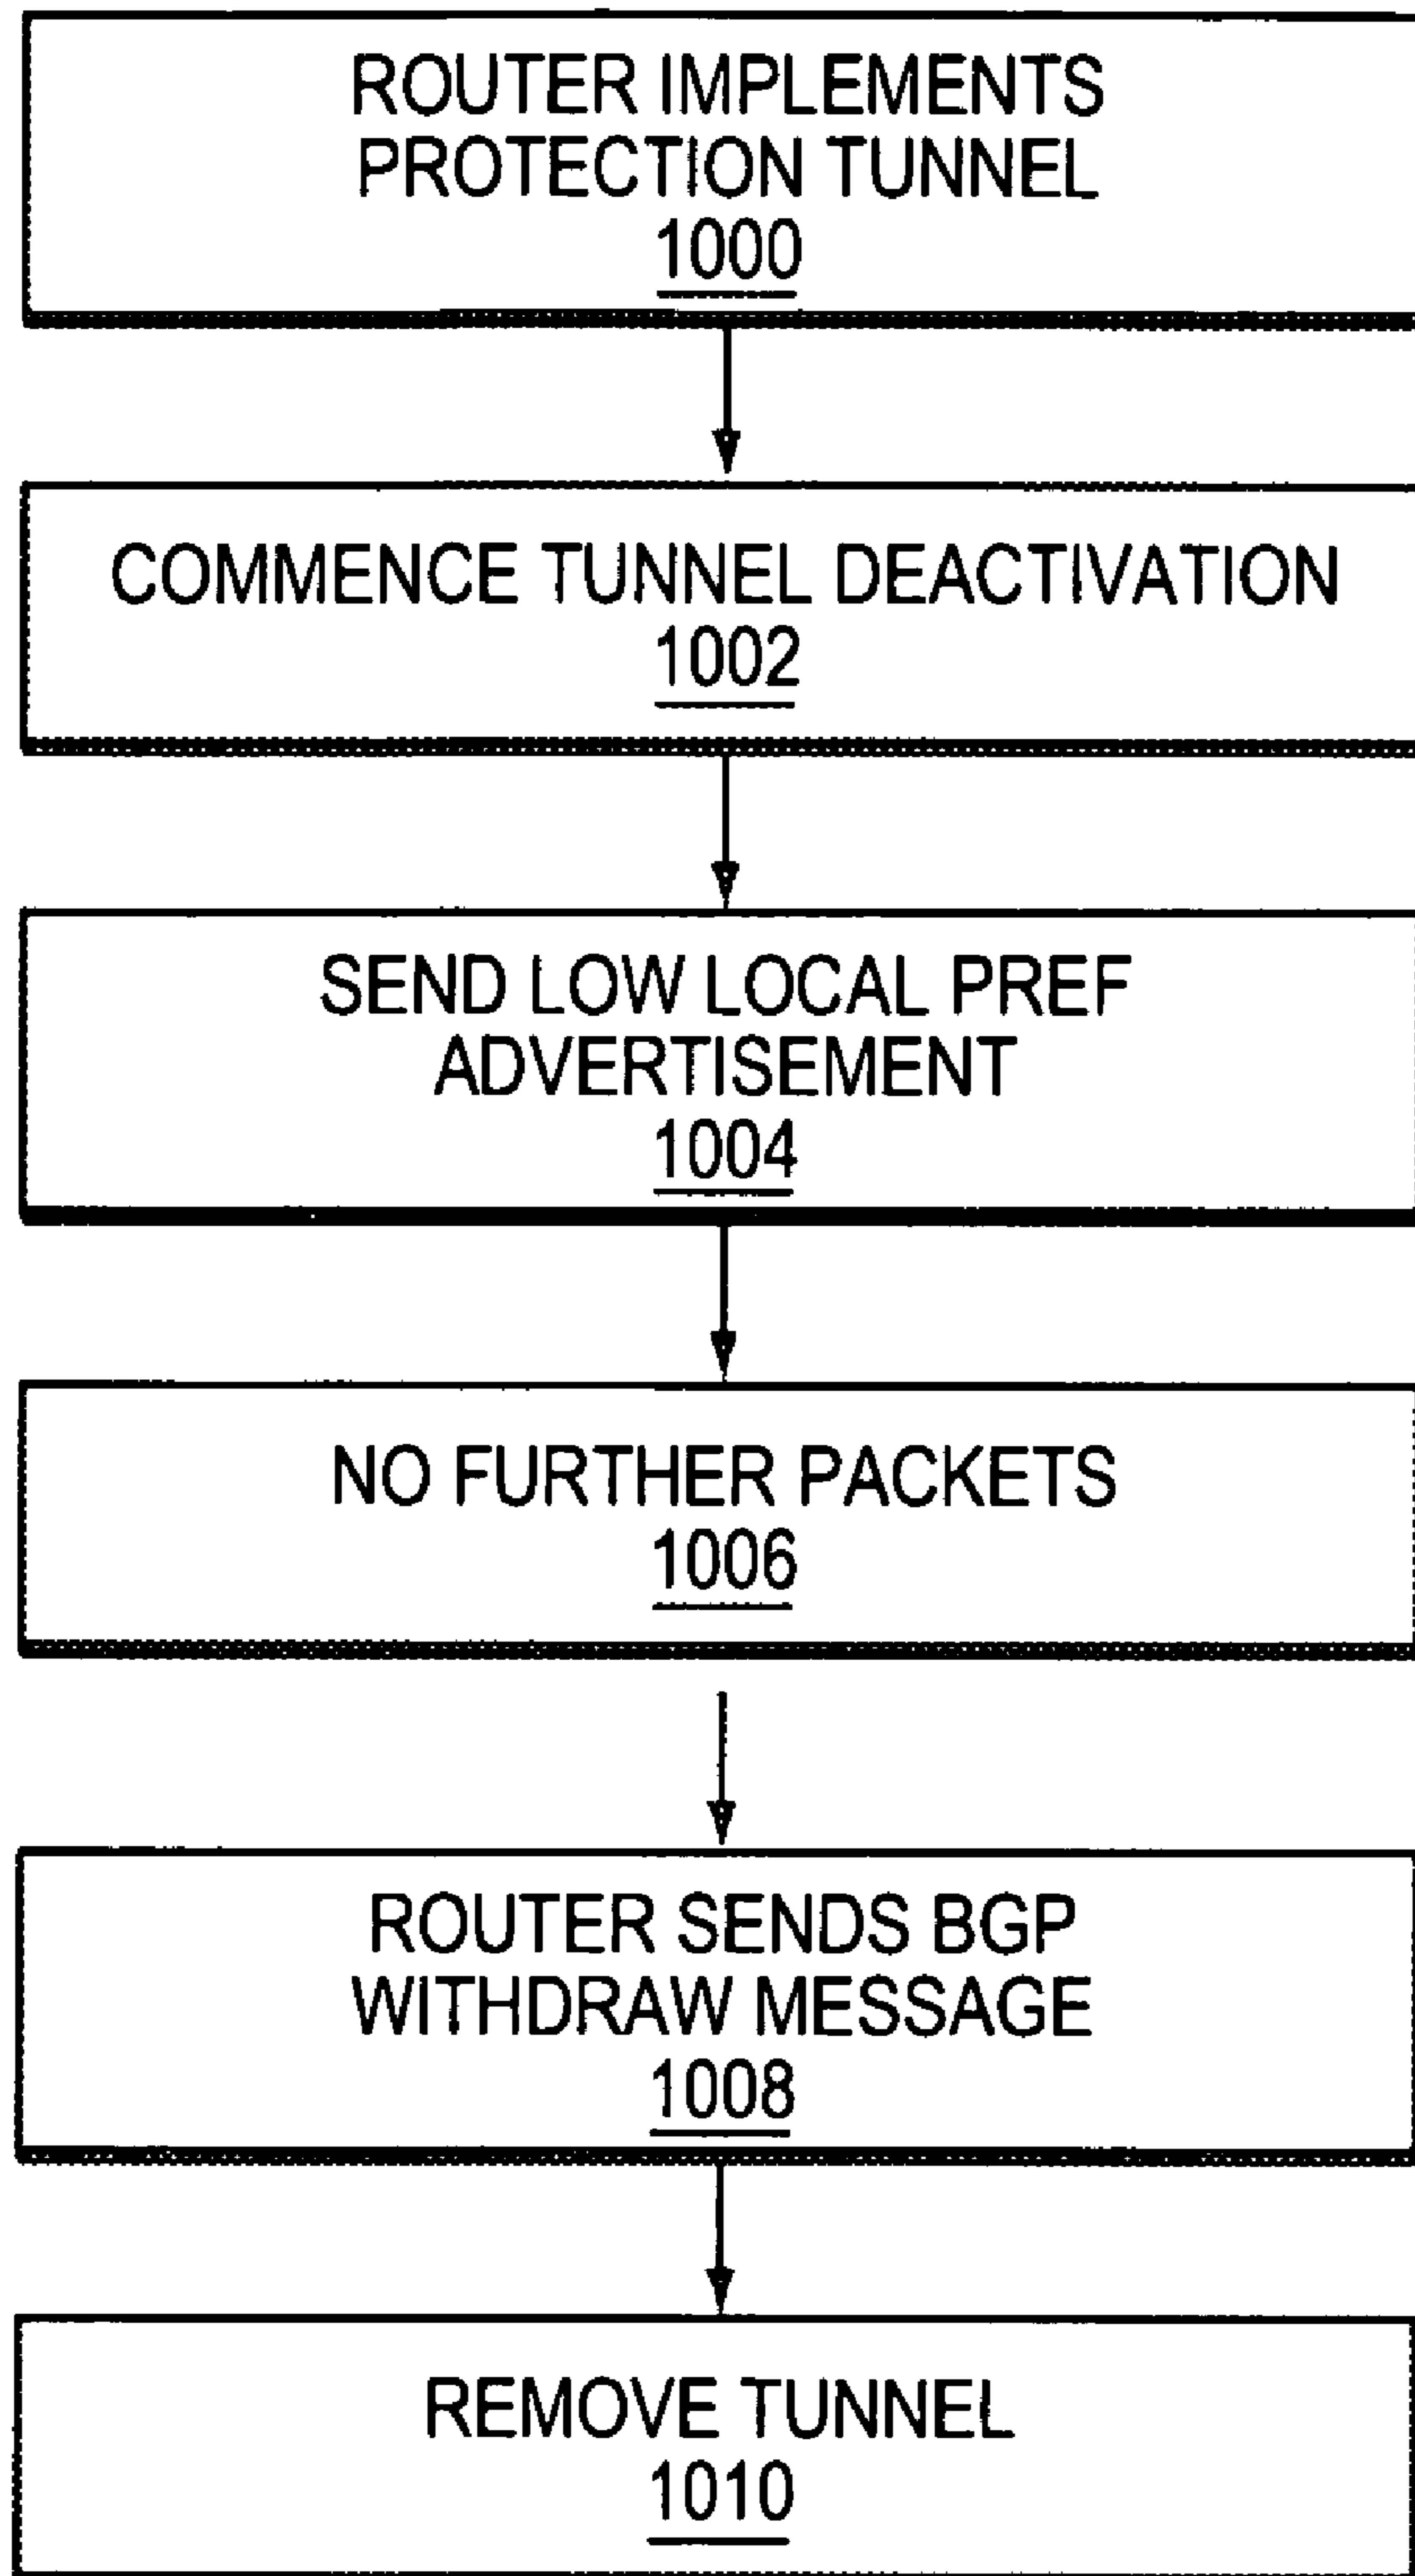 ROUTER IMPLEMENTS
PROTECTION TUNNEL
1000
COMMENCE TUNNEL DEACTIVATION
1002
SEND LOW LOCAL PREF
ADVERTISEMENT
1004
NO FURTHER PACKETS
1006
ROUTER SENDS BGP
WITHDRAW MESSAGE
1008
REMOVE TUNNEL
1010